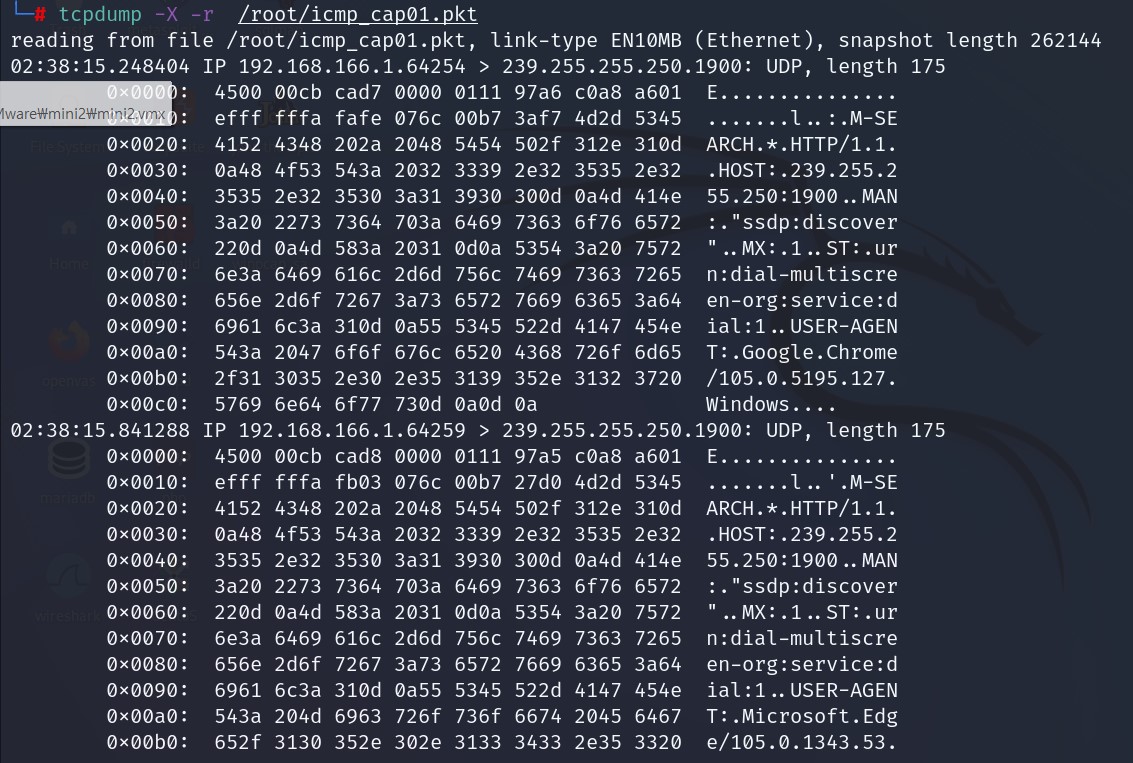 └─# tcpdump -X -r  /root/icmp_cap01.pkt
reading from file /root/icmp_cap01.pkt, link-type EN10MB (Ethernet), snapshot length 262144
02:38:15.248404 IP 192.168.166.1.64254 > 239.255.255.250.1900: UDP, length 175
0x0000:  4500 00cb cad7 0000 0111 97a6 c0a8 a601  E...............
Mware₩mini2₩mini2.vmx
0x0010:  efff fffa fafe 076c 00b7 3af7 4d2d 5345  .......l..:.M-SE
File System
0x0020:  4152 4348 202a 2048 5454 502f 312e 310d  ARCH.*.HTTP/1.1.
0x0030:  0a48 4f53 543a 2032 3339 2e32 3535 2e32  .HOST:.239.255.2
0x0040:  3535 2e32 3530 3a31 3930 300d 0a4d 414e  55.250:1900..MAN
0x0050:  3a20 2273 7364 703a 6469 7363 6f76 6572  :."ssdp:discover
0x0060:  220d 0a4d 583a 2031 0d0a 5354 3a20 7572  "..MX:.1..ST:.ur
Home
0x0070:  6e3a 6469 616c 2d6d 756c 7469 7363 7265  n:dial-multiscre
0x0080:  656e 2d6f 7267 3a73 6572 7669 6365 3a64  en-org:service:d
0x0090:  6961 6c3a 310d 0a55 5345 522d 4147 454e  ial:1..USER-AGEN
0x00a0:  543a 2047 6f6f 676c 6520 4368 726f 6d65  T:.Google.Chrome
openvas
0x00b0:  2f31 3035 2e30 2e35 3139 352e 3132 3720  /105.0.5195.127.
0x00c0:  5769 6e64 6f77 730d 0a0d 0a              Windows....
02:38:15.841288 IP 192.168.166.1.64259 > 239.255.255.250.1900: UDP, length 175
0x0000:  4500 00cb cad8 0000 0111 97a5 c0a8 a601  E...............
0x0010:  efff fffa fb03 076c 00b7 27d0 4d2d 5345  .......l..'.M-SE
mariadb
0x0020:  4152 4348 202a 2048 5454 502f 312e 310d  ARCH.*.HTTP/1.1.
0x0030:  0a48 4f53 543a 2032 3339 2e32 3535 2e32  .HOST:.239.255.2
0x0040:  3535 2e32 3530 3a31 3930 300d 0a4d 414e  55.250:1900..MAN
0x0050:  3a20 2273 7364 703a 6469 7363 6f76 6572  :."ssdp:discover
0x0060:  220d 0a4d 583a 2031 0d0a 5354 3a20 7572  "..MX:.1..ST:.ur
wireshark
0x0070:  6e3a 6469 616c 2d6d 756c 7469 7363 7265  n:dial-multiscre
0x0080:  656e 2d6f 7267 3a73 6572 7669 6365 3a64  en-org:service:d
0x0090:  6961 6c3a 310d 0a55 5345 522d 4147 454e  ial:1..USER-AGEN
0x00a0:  543a 204d 6963 726f 736f 6674 2045 6467  T:.Microsoft.Edg
0x00b0:  652f 3130 352e 302e 3133 3433 2e35 3320  e/105.0.1343.53.